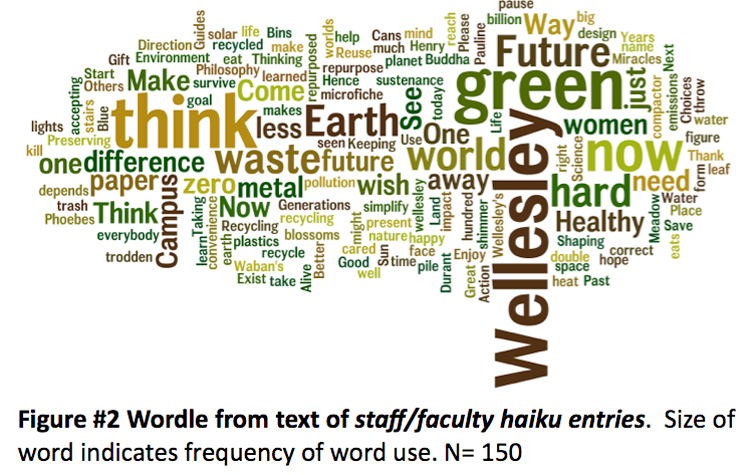 pause
billion Way big
reach Please Pauline design
Guides solar life Bins Cans mind Future Years
Direction recycled make worlds help much Henry name
Gift Environment eat Thinking repurposed Reuse planet Buddha green Miracles Next
Start Philosophy learned repurpose just
accepting Others Make survive Come Hence sustenance See today compactor emissions Choices throw
stairs Blue goal microfiche water
lights think makes less Earth Use One Life women figure
Preserving seen Keeping right Science now Thank
kill one difference waste future world form leaf
depends paper zero metal pollution wish wellesley away Wellesley's hard need
trash Think Campus Now Generations simplify Land impact hundred shimmer Healthy Meadow Water
Phoebes Taking convenience recycling might present Place
everybody learn Recycling blossoms nature happy Shaping Save
trodden earth plastics cared face Enjoy double correct eats
recycle Better Sun Good time pile Durant Great Action space hope
Waban's well heat Past
Exist take Alive
Wellesley
Figure #2 Wordle from text of staff/faculty haiku entries.  Size of
word indicates frequency of word use. N= 150